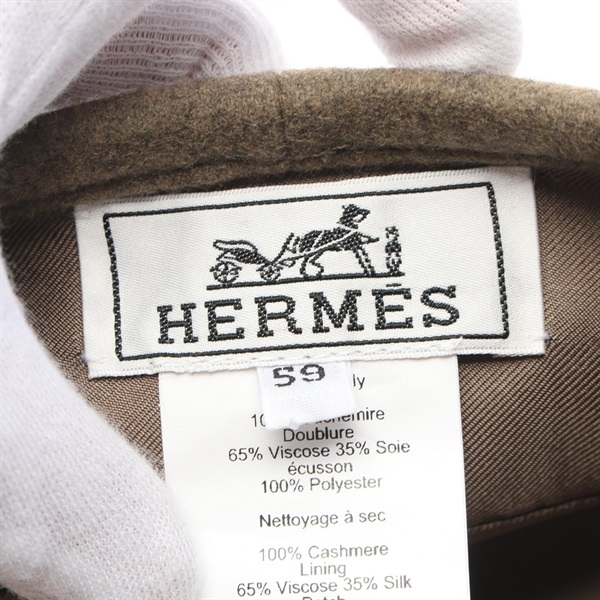 HERMÈS
59
Doublure
65% Viscose 35% Soie
écusson
100% Polyester
Nettoyage à sec
100% Cashmere
Lining
65% Viscose 35% Silk